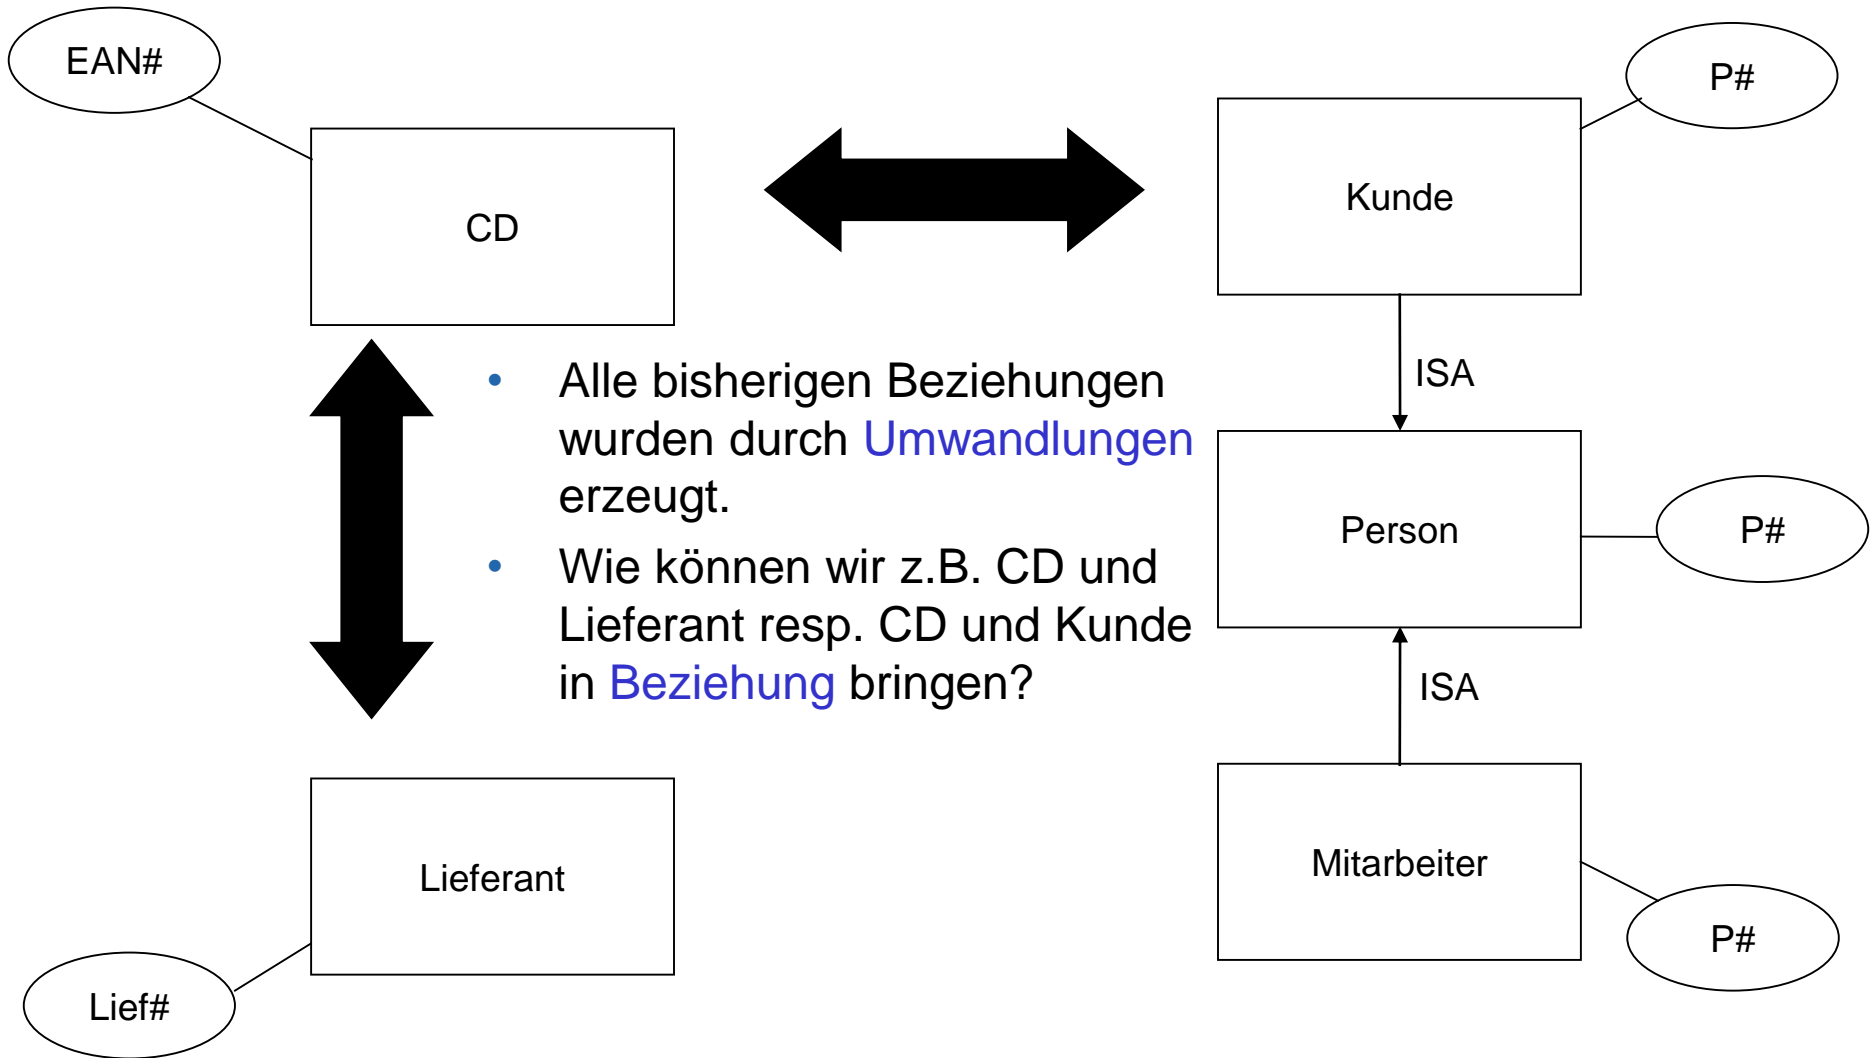 EAN#
P#
CD
Kunde
ISA
• Alle bisherigen Beziehungen
wurden durch Umwandlungen
erzeugt.
• Wie können wir z.B. CD und
Lieferant resp. CD und Kunde
in Beziehung bringen?
Person
P#
ISA
Lieferant
Mitarbeiter
P#
Lief#